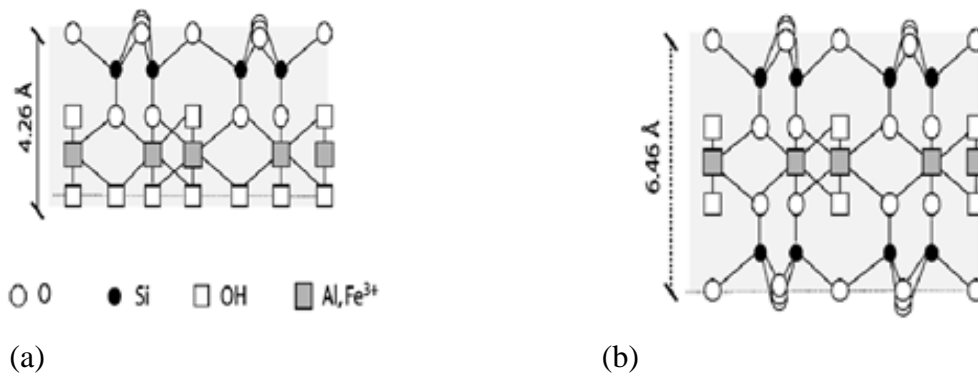 4.26 Å
6.46 Å
O Si OH Al,Fe³⁺
(a) (b)